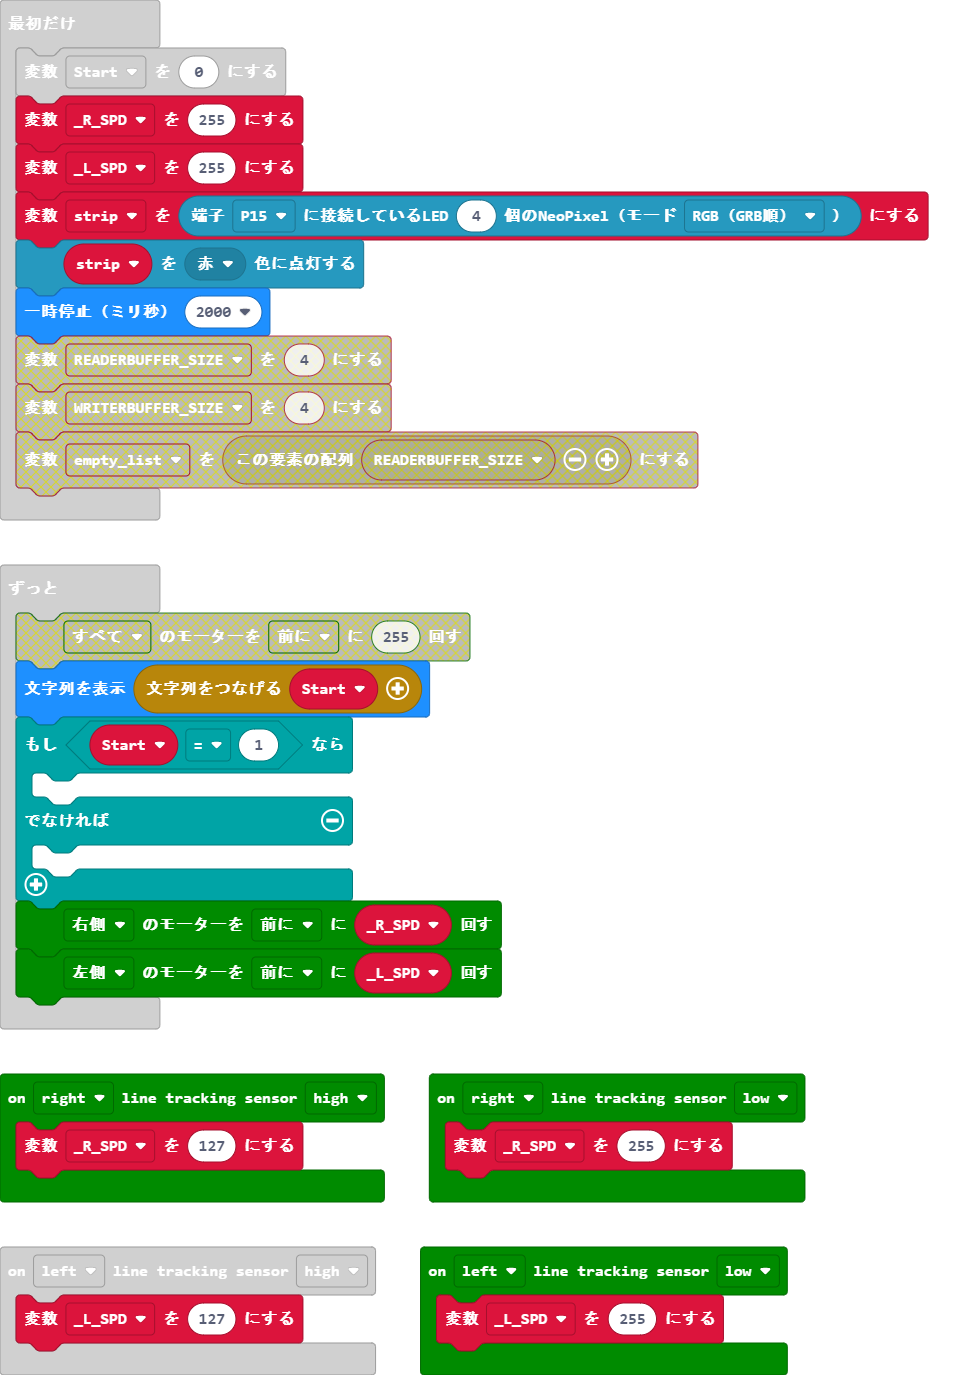 最初だけ
変数 Start を 0 にする
変数 _R_SPD を 255 にする
変数 _L_SPD を 255 にする
変数 strip を 端子 P15 に接続しているLED 4 個のNeoPixel（モード RGB（GRB順） ） にする
strip を 赤 色に点灯する
一時停止（ミリ秒） 2000
変数 READERBUFFER_SIZE を 4 にする
変数 WRITERBUFFER_SIZE を 4 にする
変数 empty_list を この要素の配列 READERBUFFER_SIZE にする
ずっと
すべて のモーターを 前に に 255 回す
文字列を表示 文字列をつなげる Start
もし Start = 1 なら
でなければ
右側 のモーターを 前に に _R_SPD 回す
左側 のモーターを 前に に _L_SPD 回す
on right line tracking sensor high
変数 _R_SPD を 127 にする
on right line tracking sensor low
変数 _R_SPD を 255 にする
on left line tracking sensor high
変数 _L_SPD を 127 にする
on left line tracking sensor low
変数 _L_SPD を 255 にする